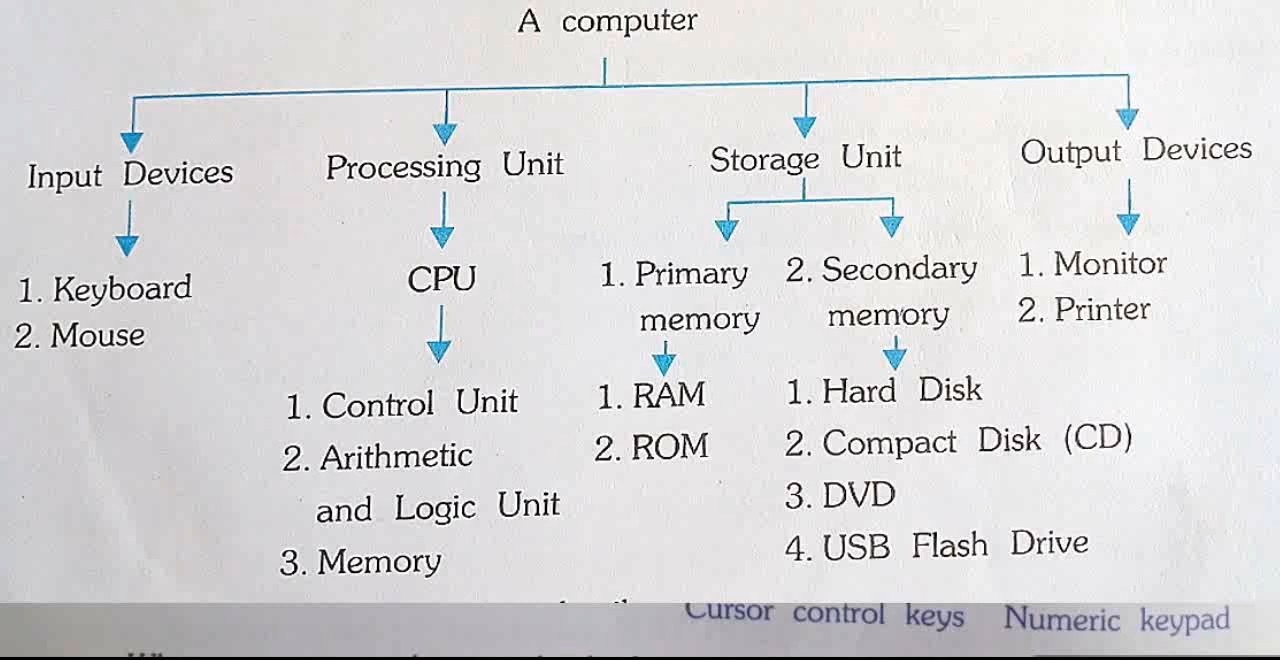 A computer
Input Devices
Processing Unit
Storage Unit
Output Devices
1. Keyboard
2. Mouse
CPU
1. Control Unit
2. Arithmetic
and Logic Unit
3. Memory
1. Primary
memory
1. RAM
2. ROM
2. Secondary
memory
1. Hard Disk
2. Compact Disk (CD)
3. DVD
4. USB Flash Drive
1. Monitor
2. Printer
Cursor control keys Numeric keypad